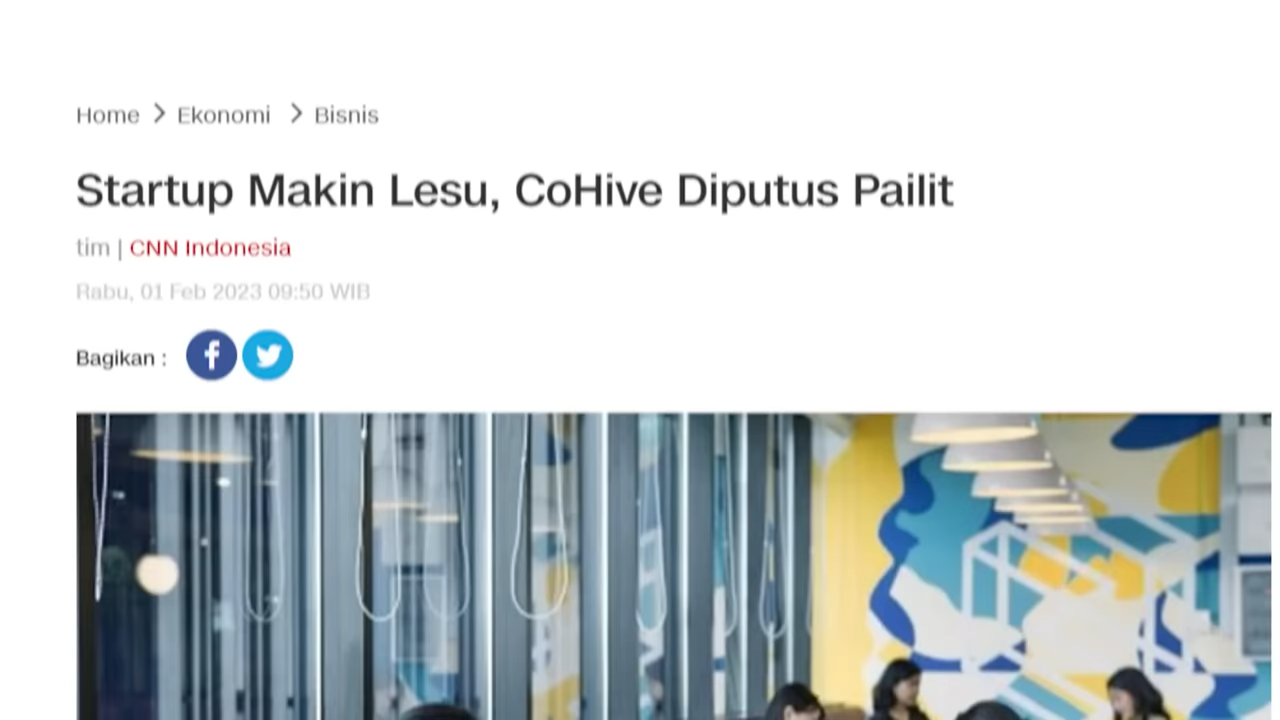 Home > Ekonomi > Bisnis
Startup Makin Lesu, CoHive Diputus Pailit
tim | CNN Indonesia
Rabu, 01 Feb 2023 09:50 WIB
Bagikan :